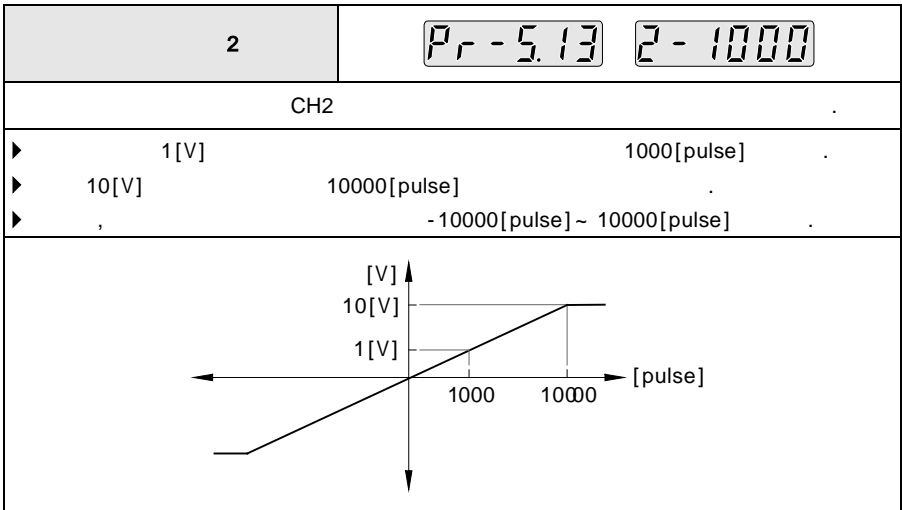 2 Pr-5.13 2-1000
CH2 .
1[V] 1000[pulse] .
10[V] 10000[pulse] .
, -10000[pulse]~ 10000[pulse] .
[V]
10[V]
1[V]
[pulse]
1000 10000